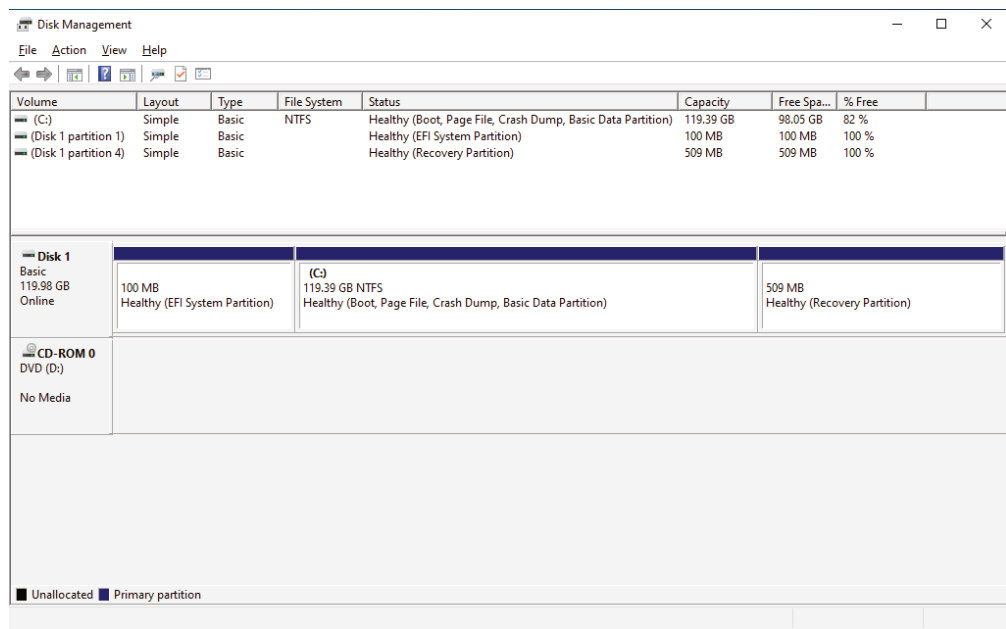 Disk Management
File Action View Help
Volume Layout Type File System Status Capacity Free Spa... % Free
(C:) Simple Basic NTFS Healthy (Boot, Page File, Crash Dump, Basic Data Partition) 119.39 GB 98.05 GB 82 %
(Disk 1 partition 1) Simple Basic Healthy (EFI System Partition) 100 MB 100 MB 100 %
(Disk 1 partition 4) Simple Basic Healthy (Recovery Partition) 509 MB 509 MB 100 %
Disk 1
Basic
119.98 GB
Online
100 MB
Healthy (EFI System Partition)
(C:)
119.39 GB NTFS
Healthy (Boot, Page File, Crash Dump, Basic Data Partition)
509 MB
Healthy (Recovery Partition)
CD-ROM 0
DVD (D:)
No Media
Unallocated Primary partition